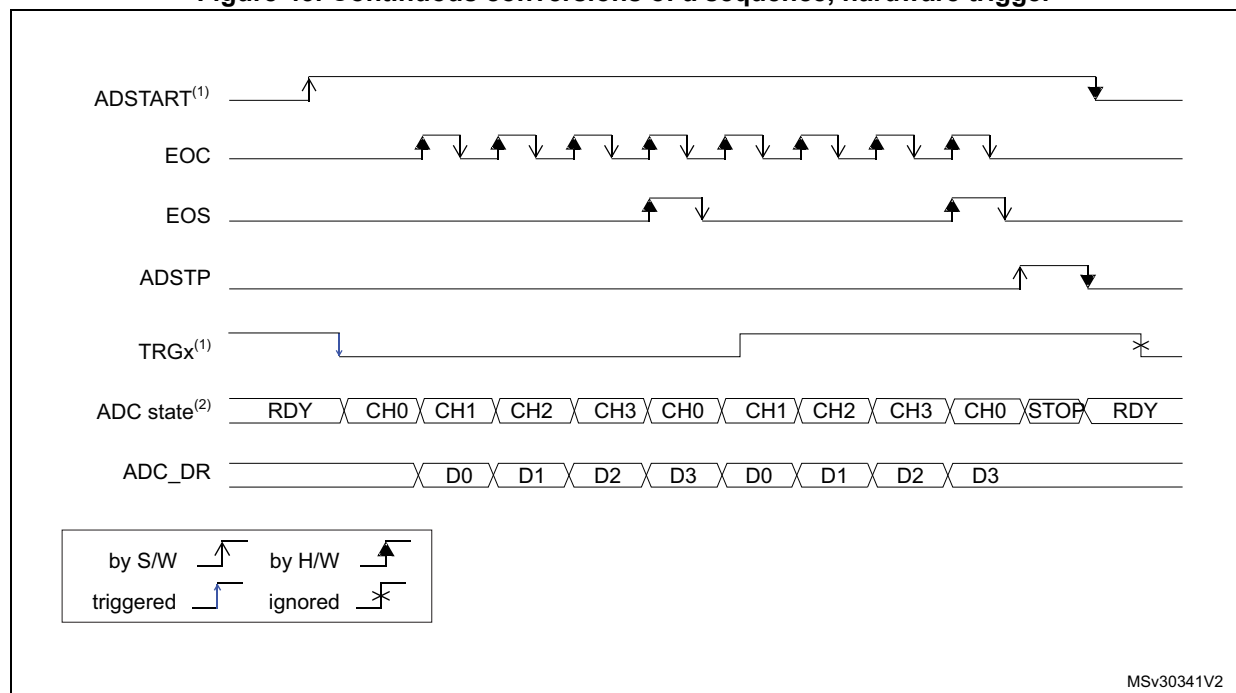 ADSTART(1)
EOC
EOS
ADSTP
TRGx(1)
ADC state(2) RDY CH0 CH1 CH2 CH3 CH0 CH1 CH2 CH3 CH0 STOP RDY
ADC_DR D0 D1 D2 D3 D0 D1 D2 D3
by S/W by H/W
triggered ignored
MSv30341V2